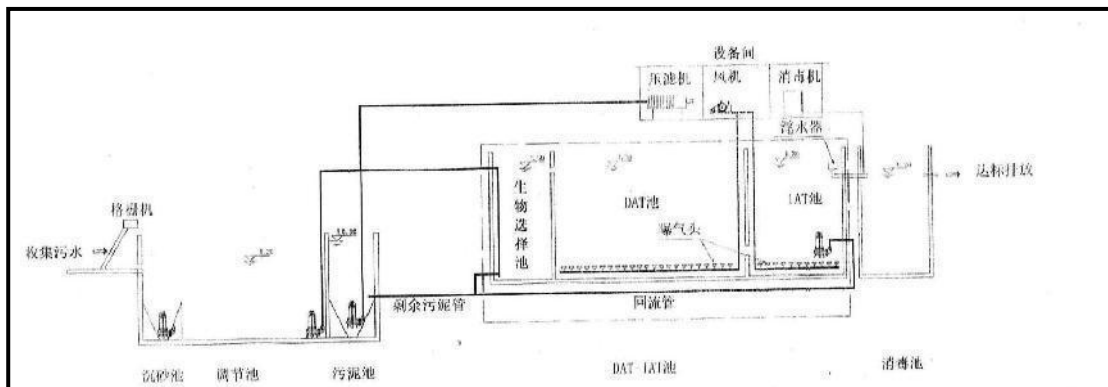 设备间
压滤机 风机 消毒机
滗水器
达标排放
生物选择池
DAT池
IAT池
曝气头
格栅机
收集污水
剩余污泥管
回流管
沉砂池 调节池 污泥池 DAT-IAT池 消毒池